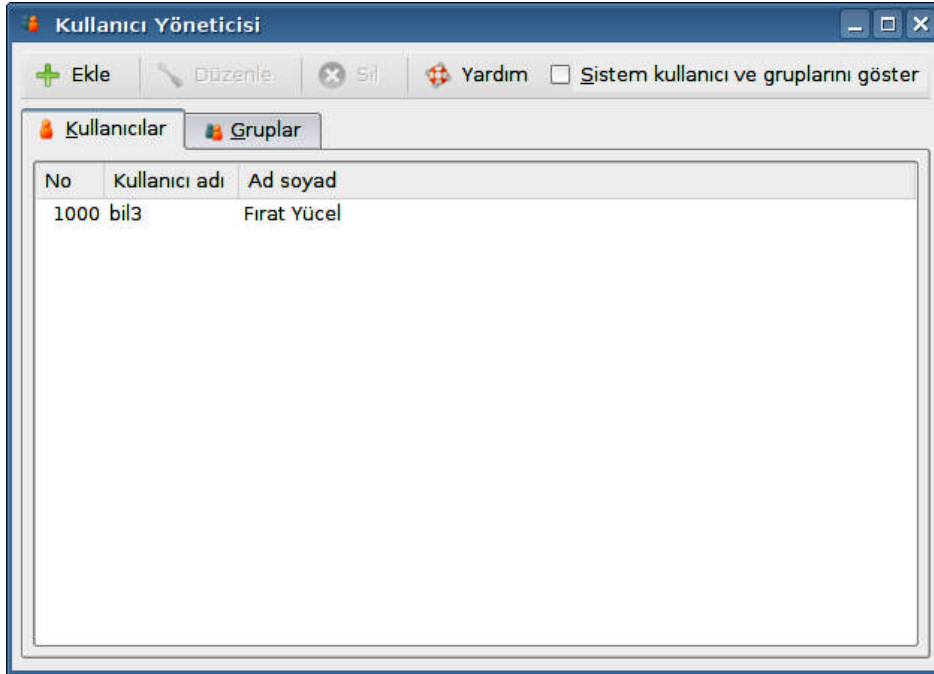 Kullanıcı Yöneticisi
Ekle Düzenle Sil Yardım Sistem kullanıcı ve gruplarını göster
Kullanıcılar Gruplar
No Kullanıcı adı Ad soyad
1000 bil3 Fırat Yücel